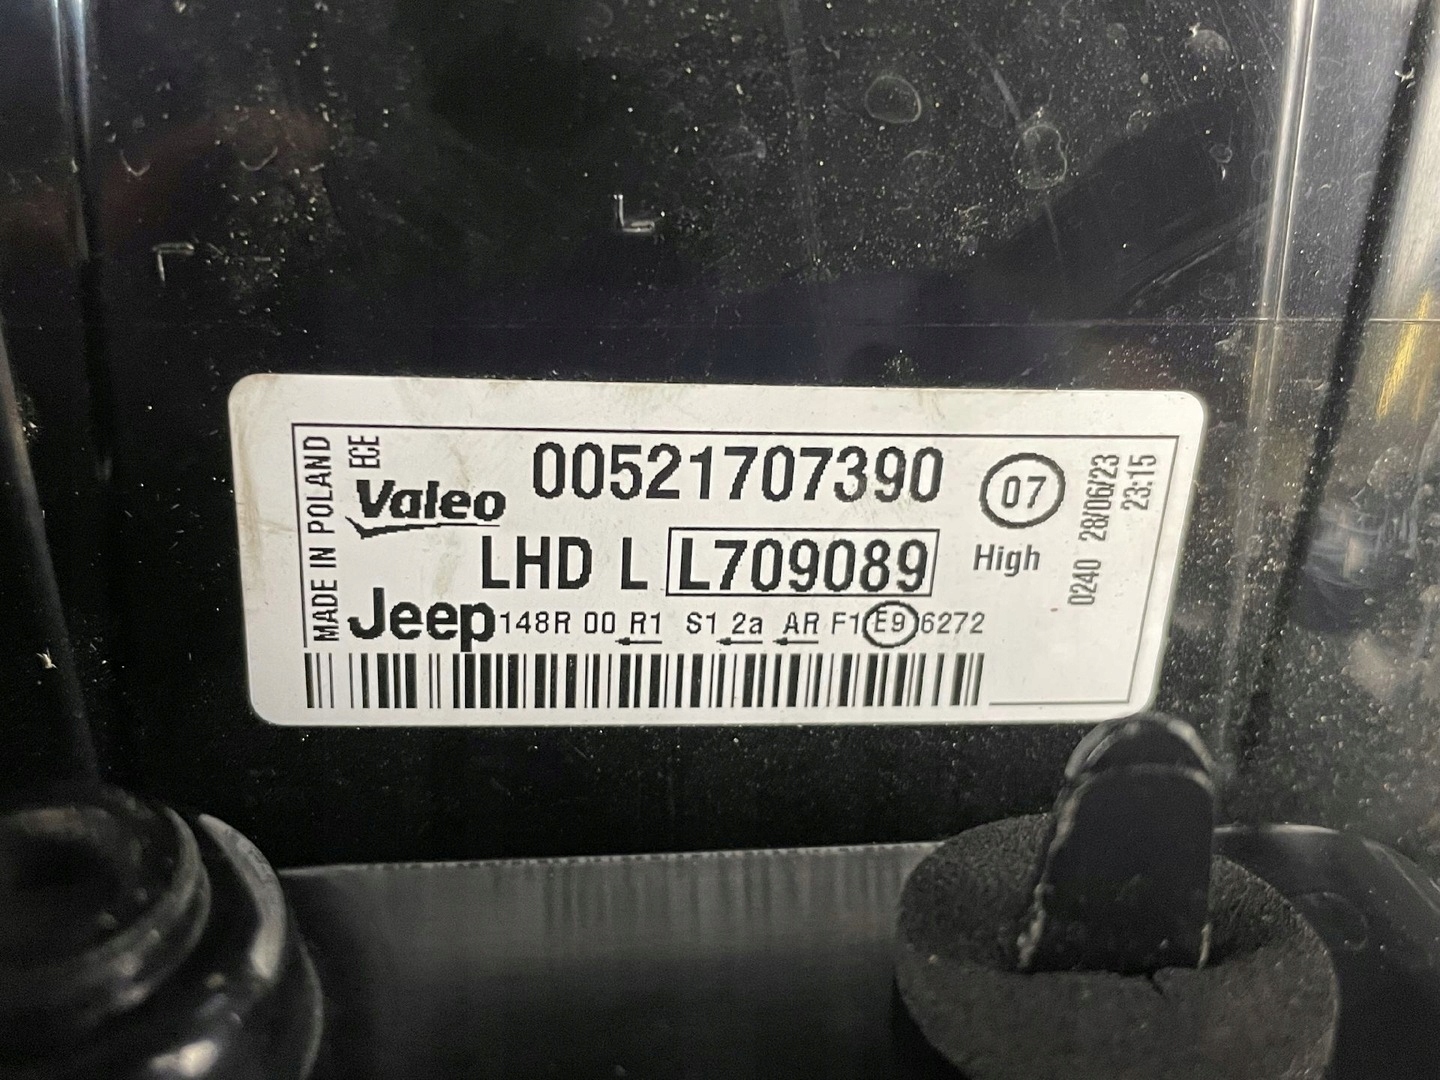 MADE IN POLAND
ECE
Valeo 00521707390 07
LHD L L709089 High
Jeep 148R 00 R1 S1 2a AR F1 E9 6272
0240 28/06/23
23:15